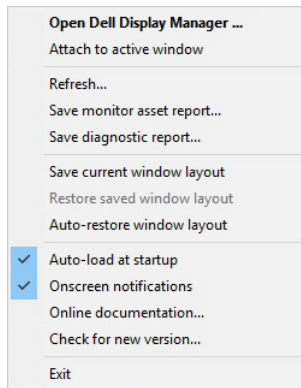 Open Dell Display Manager ...
Attach to active window
Refresh...
Save monitor asset report...
Save diagnostic report...
Save current window layout
Restore saved window layout
Auto-restore window layout
Auto-load at startup
Onscreen notifications
Online documentation...
Check for new version...
Exit